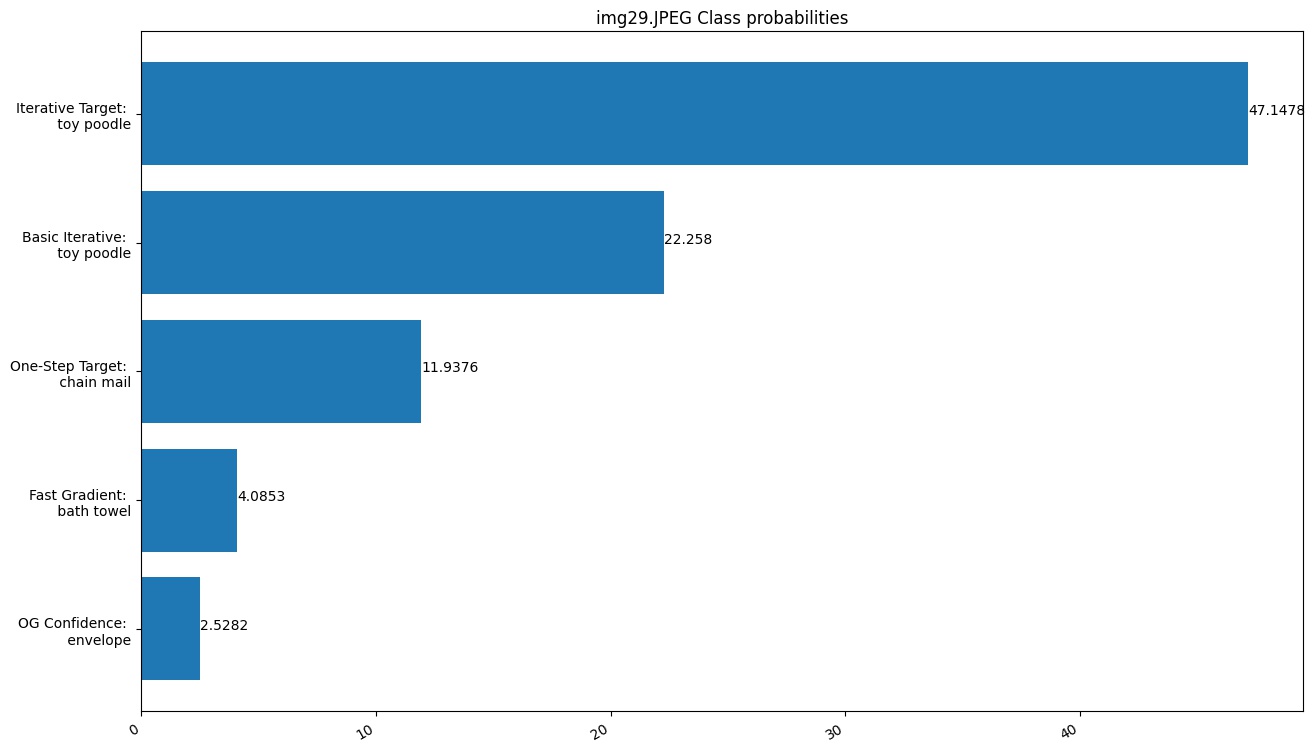 img29.JPEG Class probabilities
Iterative Target:
toy poodle
47.1478
Basic Iterative:
toy poodle
22.258
One-Step Target:
chain mail
11.9376
Fast Gradient:
bath towel
4.0853
OG Confidence:
envelope
2.5282
0 10 20 30 40